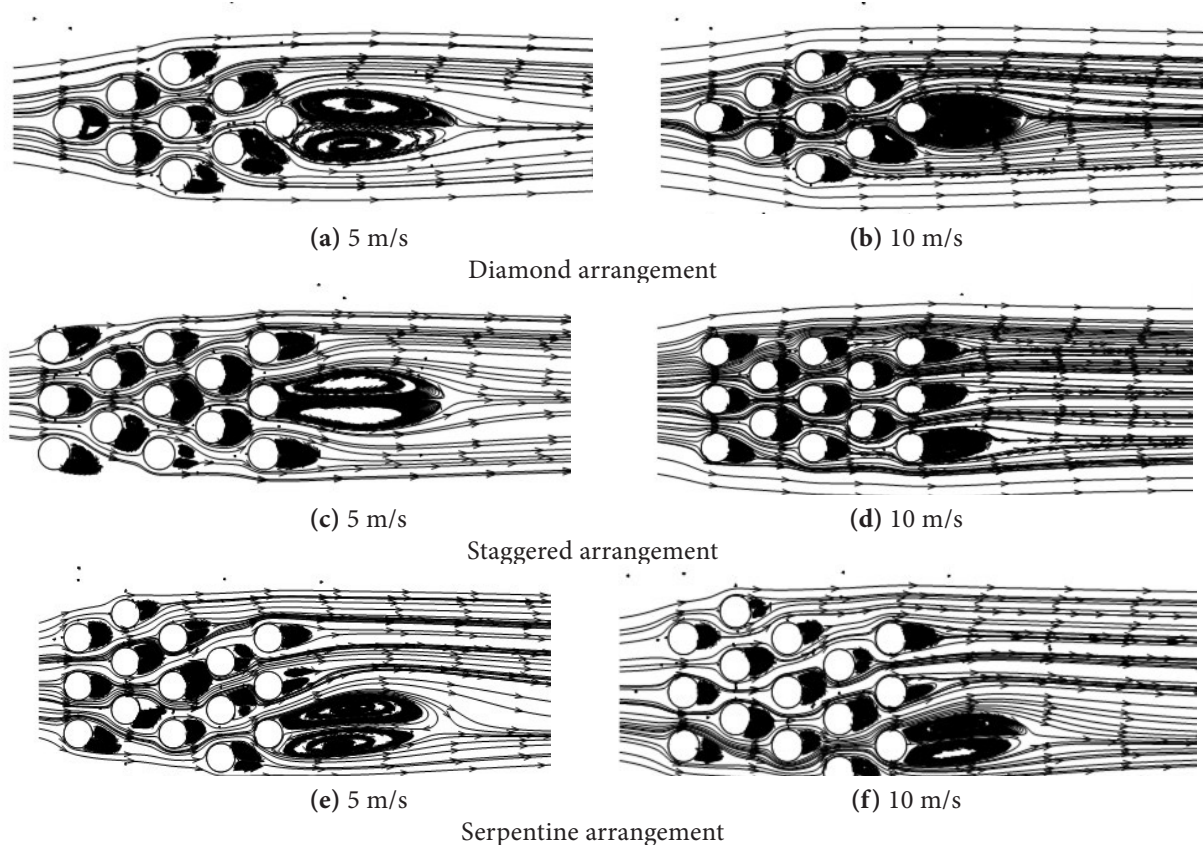 (a) 5 m/s
(b) 10 m/s
Diamond arrangement
(c) 5 m/s
(d) 10 m/s
Staggered arrangement
(e) 5 m/s
(f) 10 m/s
Serpentine arrangement